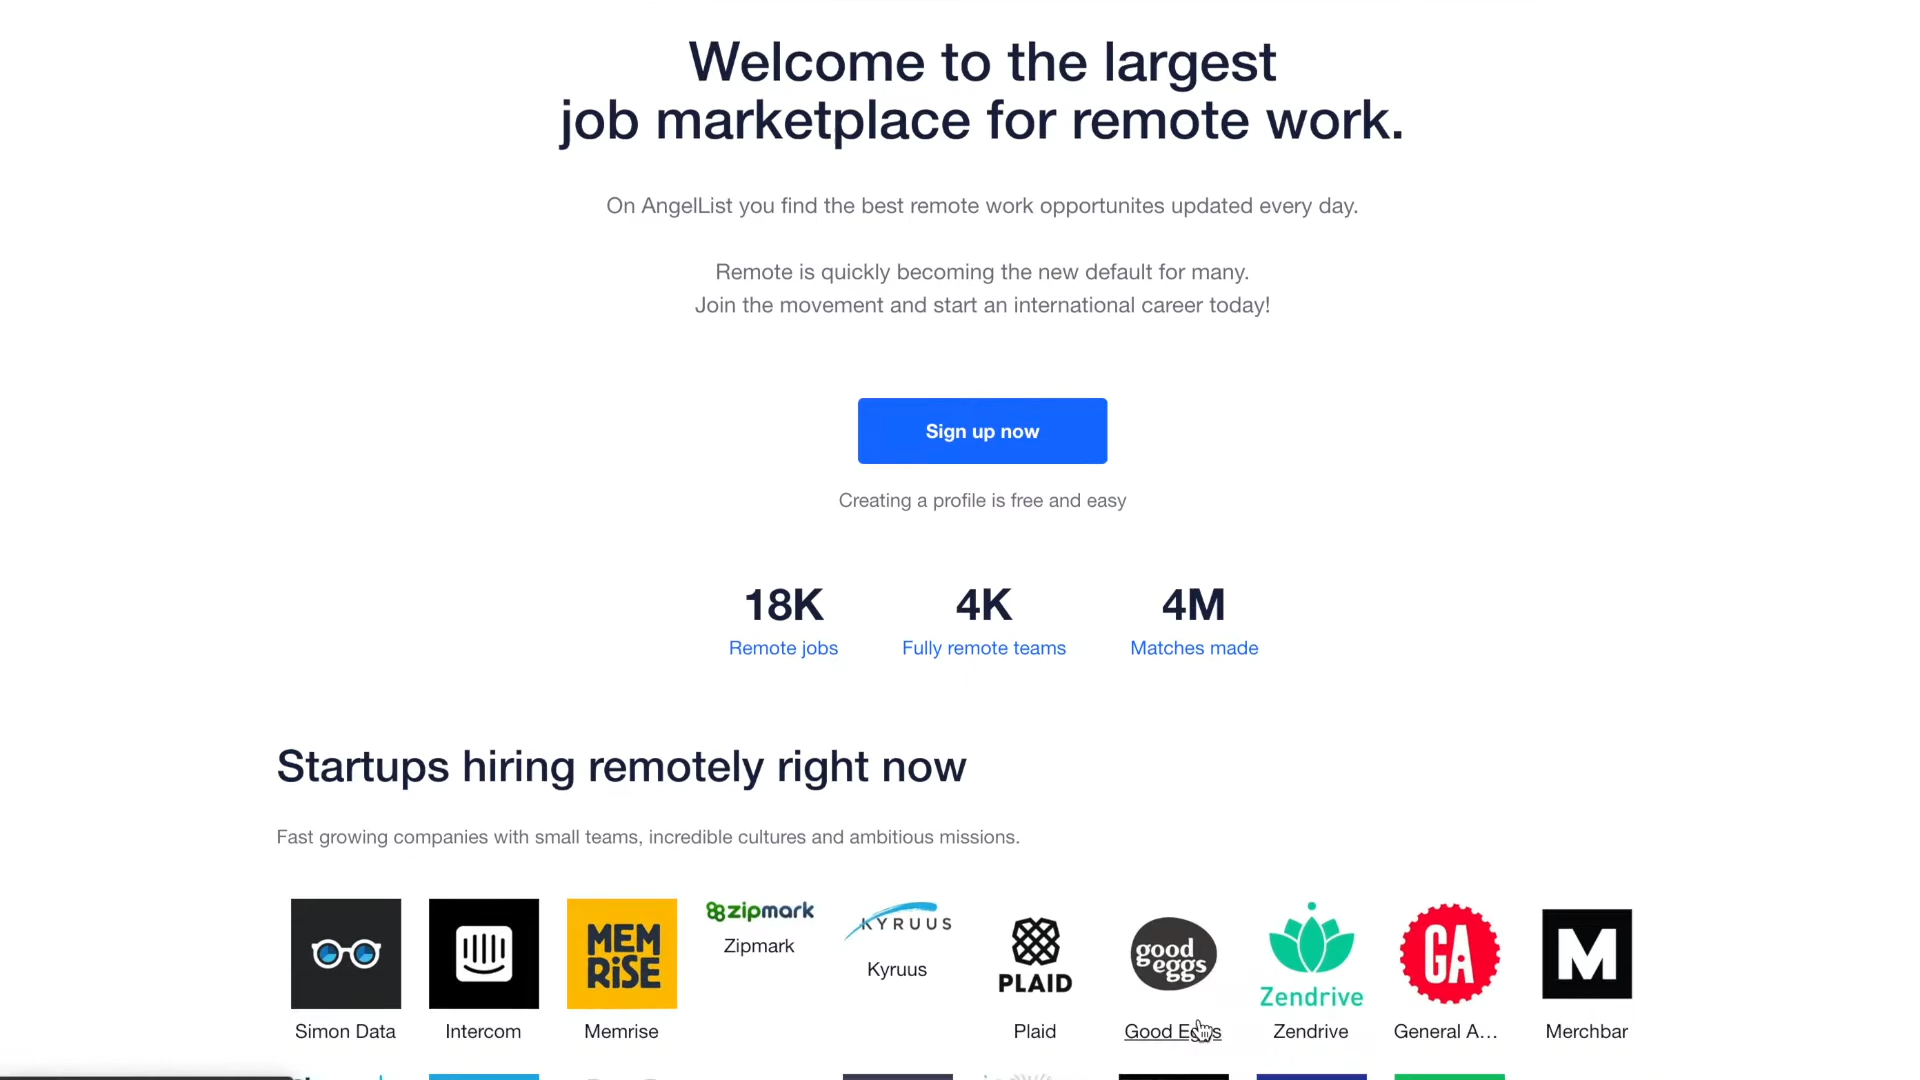 Welcome to the largest
job marketplace for remote work.
On AngelList you find the best remote work opportunites updated every day.
Remote is quickly becoming the new default for many.
Join the movement and start an international career today!
Sign up now
Creating a profile is free and easy
18K 4K 4M
Remote jobs Fully remote teams Matches made
Startups hiring remotely right now
Fast growing companies with small teams, incredible cultures and ambitious missions.
MEM
RiSE
zipmark
KYRUUS
PLAID
good
eggs
Zendrive
GA
M
Zipmark
Kyruus
Simon Data Intercom Memrise Plaid Good Eggs Zendrive General A... Merchbar